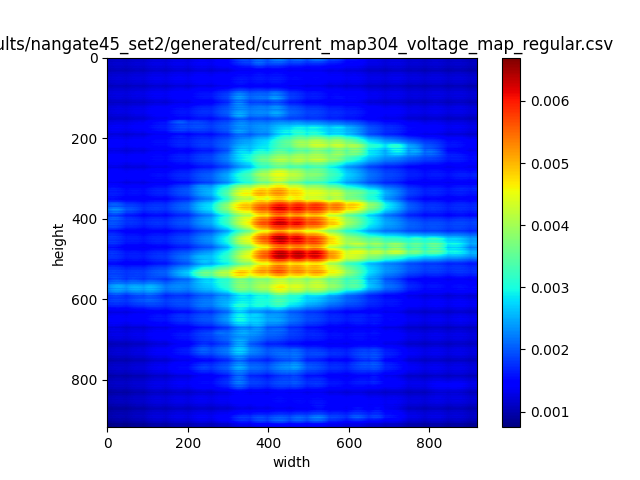 ults/nangate45_set2/generated/current_map304_voltage_map_regular.csv
0
200
400
600
800
height
0 200 400 600 800
width
0.006
0.005
0.004
0.003
0.002
0.001